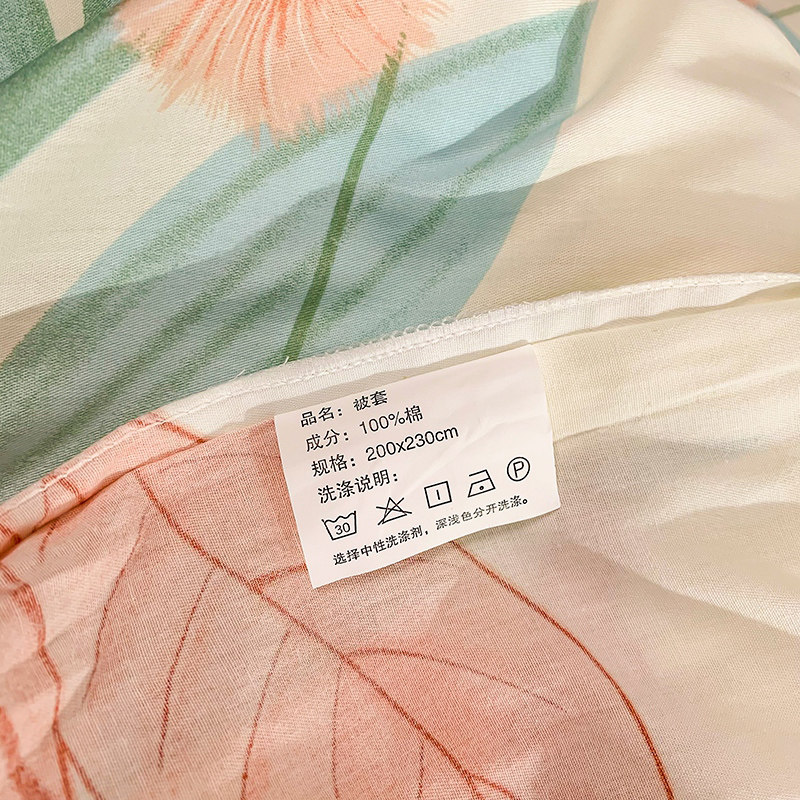 品名：被套
成分：100%棉
规格：200x230cm
洗涤说明：
30 P
选择中性洗涤剂，深浅色分开洗涤。